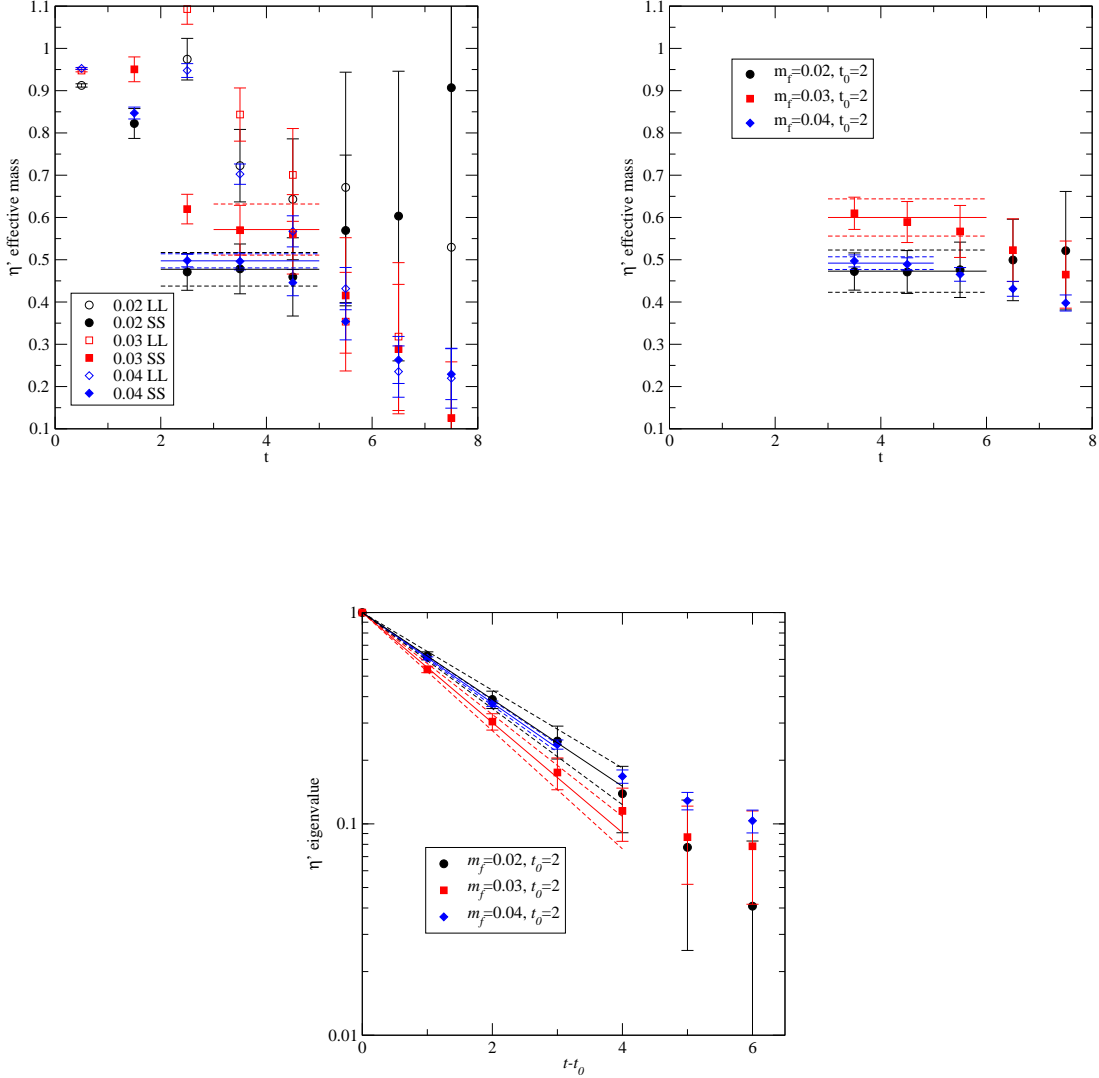 1.1
1
0.9
0.8
0.7
0.6
0.5
0.4
0.3
0.2
0.1
0 2 4 6 8
t
η' effective mass
0.02 LL
0.02 SS
0.03 LL
0.03 SS
0.04 LL
0.04 SS
1.1
1
0.9
0.8
0.7
0.6
0.5
0.4
0.3
0.2
0.1
0 2 4 6 8
t
η' effective mass
m_f=0.02, t_0=2
m_f=0.03, t_0=2
m_f=0.04, t_0=2
1
0.1
0.01
0 2 4 6
t-t_0
η' eigenvalue
m_f=0.02, t_0=2
m_f=0.03, t_0=2
m_f=0.04, t_0=2